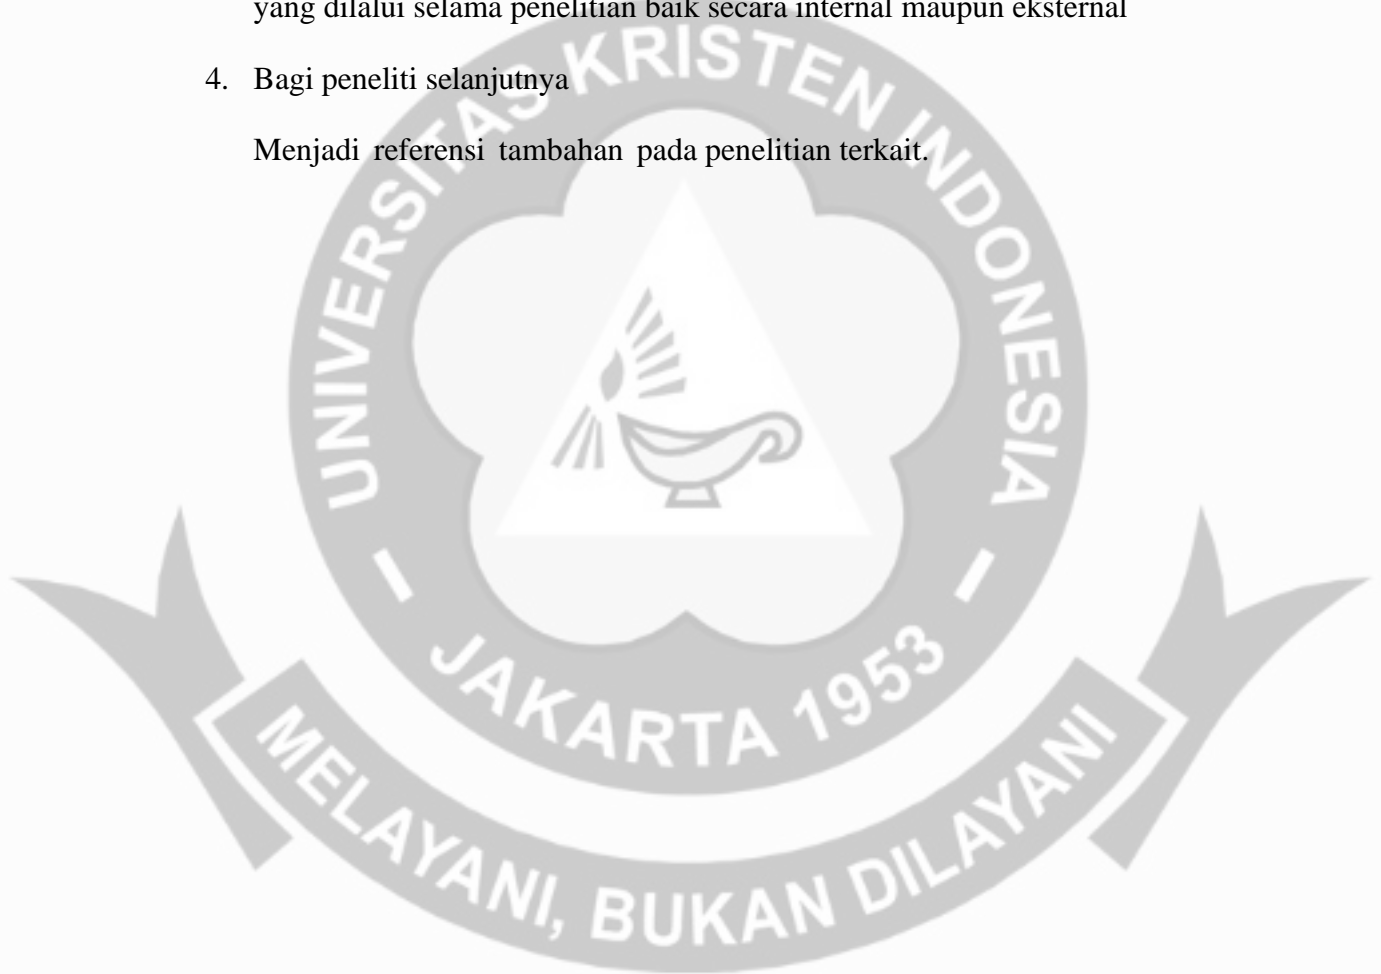 yang dilalui selama penelitian baik secara internal maupun eksternal
4. Bagi peneliti selanjutnya
Menjadi referensi tambahan pada penelitian terkait.
UNIVERSITAS KRISTEN INDONESIA
JAKARTA 1953
MELAYANI, BUKAN DILAYANI